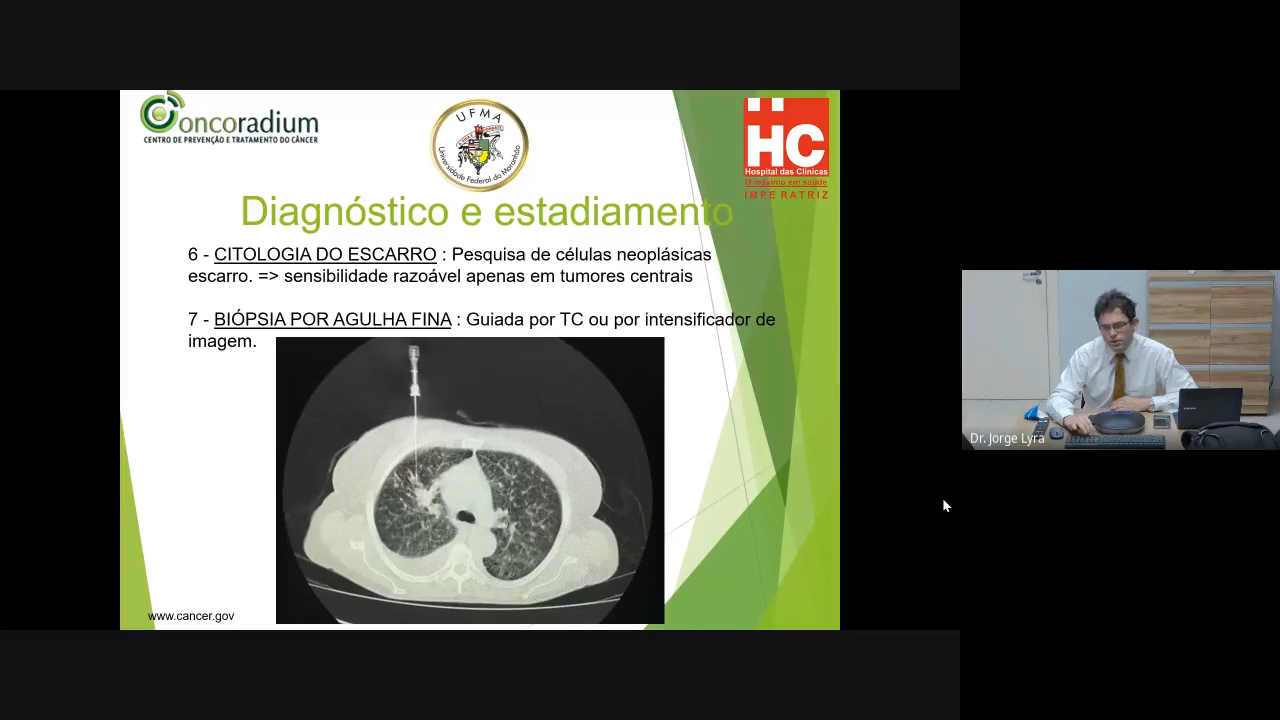 oncoradium
CENTRO DE PREVENÇÃO E TRATAMENTO DO CÂNCER
UFMA
Universidade Federal do Maranhão
HC
Hospital das Clínicas
O máximo em saúde
IMPERATRIZ
Diagnóstico e estadiamento
6 - CITOLOGIA DO ESCARRO : Pesquisa de células neoplásicas
escarro. => sensibilidade razoável apenas em tumores centrais
7 - BIÓPSIA POR AGULHA FINA : Guiada por TC ou por intensificador de
imagem.
www.cancer.gov
Dr. Jorge Lyra